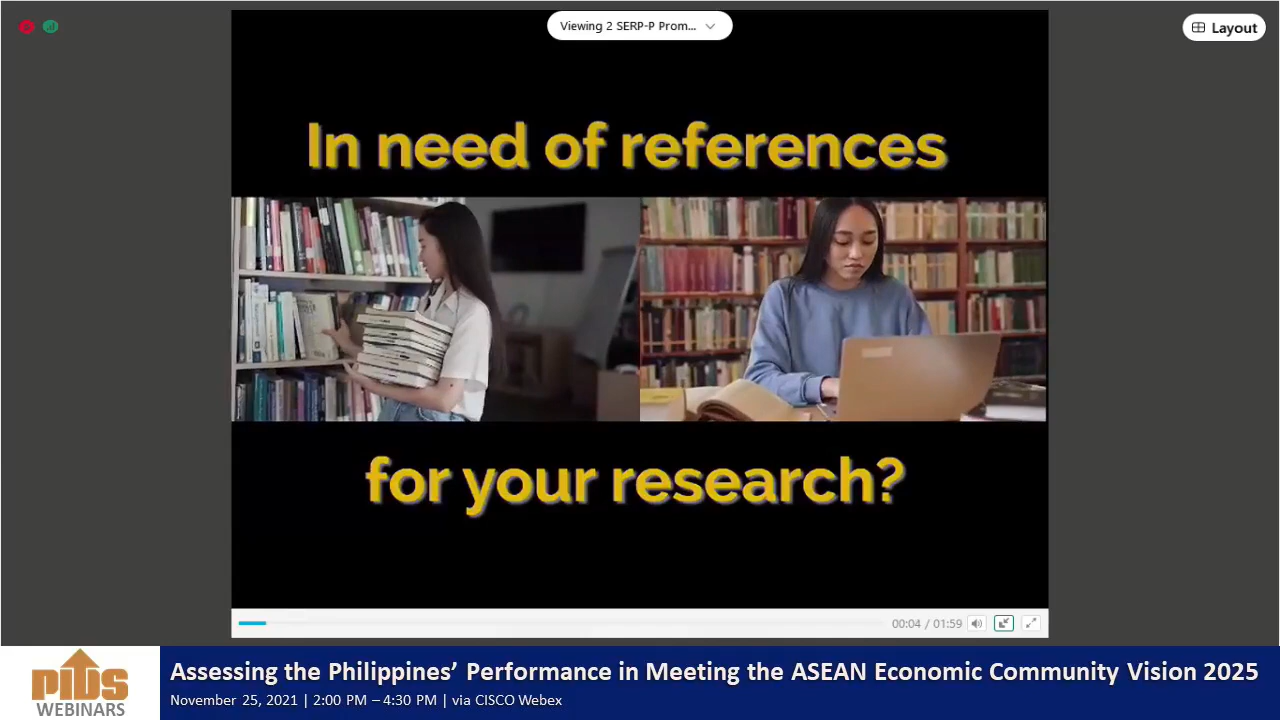 Viewing 2 SERP-P Prom...
Layout
In need of references
for your research?
00:04 / 01:59
PIDS
WEBINARS
Assessing the Philippines’ Performance in Meeting the ASEAN Economic Community Vision 2025
November 25, 2021 | 2:00 PM – 4:30 PM | via CISCO Webex